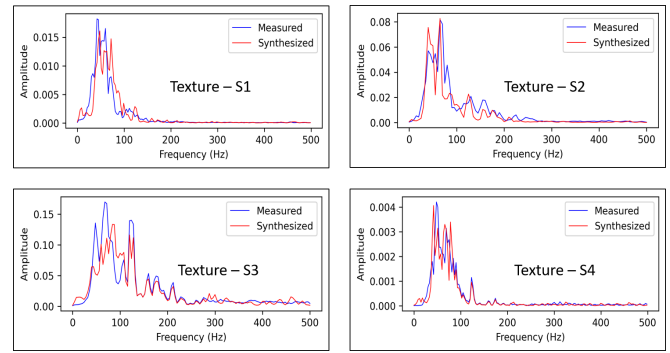 Measured
Synthesized
0.015
0.010
0.005
0.000
Amplitude
Texture – S1
0 100 200 300 400 500
Frequency (Hz)
Measured
Synthesized
0.08
0.06
0.04
0.02
0.00
Amplitude
Texture – S2
0 100 200 300 400 500
Frequency (Hz)
Measured
Synthesized
0.15
0.10
0.05
0.00
Amplitude
Texture – S3
0 100 200 300 400 500
Frequency (Hz)
Measured
Synthesized
0.004
0.003
0.002
0.001
0.000
Amplitude
Texture – S4
0 100 200 300 400 500
Frequency (Hz)